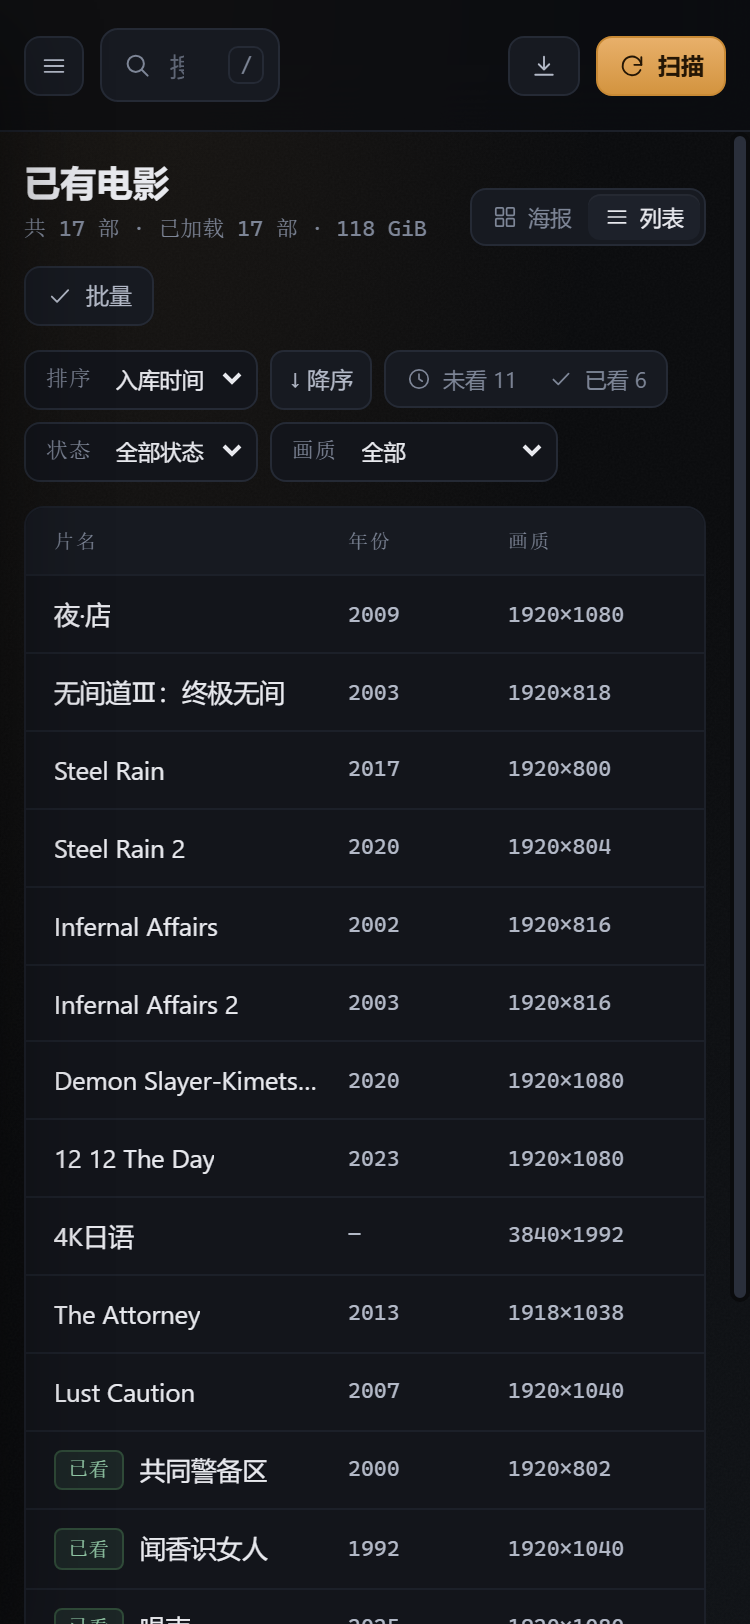 /
扫描
已有电影
共 17 部 · 已加载 17 部 · 118 GiB
海报 列表
批量
排序 入库时间 ↓ 降序 未看 11 已看 6
状态 全部状态 画质 全部
片名 年份 画质
夜·店 2009 1920×1080
无间道Ⅲ：终极无间 2003 1920×818
Steel Rain 2017 1920×800
Steel Rain 2 2020 1920×804
Infernal Affairs 2002 1920×816
Infernal Affairs 2 2003 1920×816
Demon Slayer-Kimets... 2020 1920×1080
12 12 The Day 2023 1920×1080
4K日语 — 3840×1992
The Attorney 2013 1918×1038
Lust Caution 2007 1920×1040
已看 共同警备区 2000 1920×802
已看 闻香识女人 1992 1920×1040